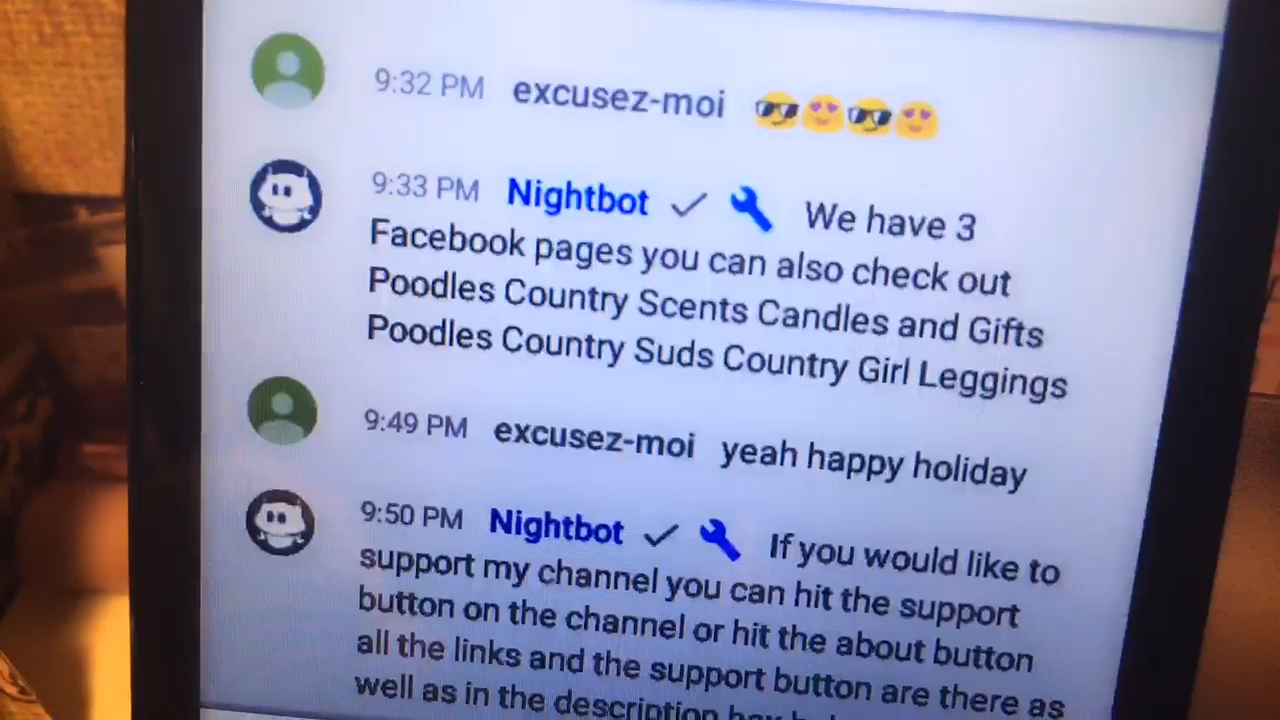 9:32 PM excusez-moi 😎😍😎😍
9:33 PM Nightbot We have 3
Facebook pages you can also check out
Poodles Country Scents Candles and Gifts
Poodles Country Suds Country Girl Leggings
9:49 PM excusez-moi yeah happy holiday
9:50 PM Nightbot If you would like to
support my channel you can hit the support
button on the channel or hit the about button
all the links and the support button are there as
well as in the description